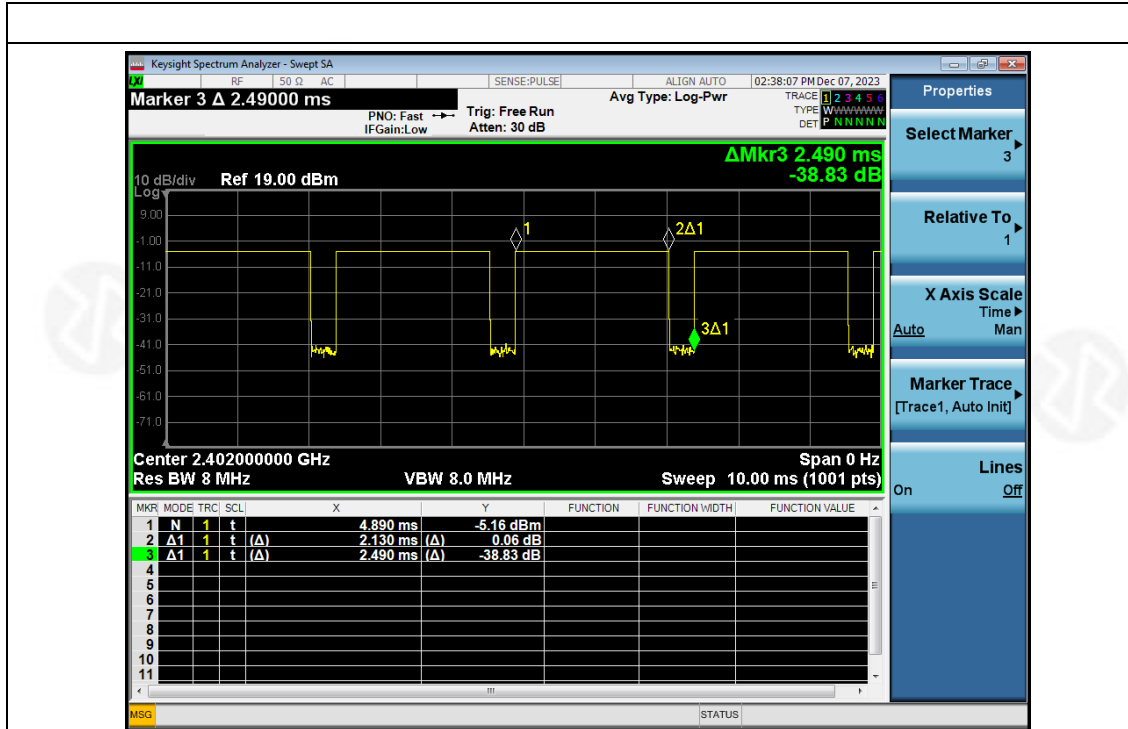 Keysight Spectrum Analyzer - Swept SA
LXI RF 50 Ω AC SENSE:PULSE ALIGN AUTO 02:38:07 PM Dec 07, 2023
Marker 3 Δ 2.49000 ms
PNO: Fast
IFGain:Low
Trig: Free Run
Atten: 30 dB
Avg Type: Log-Pwr
TRACE 1 2 3 4 5 6
TYPE WWWWWW
DET P N N N N N
ΔMkr3 2.490 ms
-38.83 dB
10 dB/div Ref 19.00 dBm
Log
9.00
-1.00
-11.0
-21.0
-31.0
-41.0
-51.0
-61.0
-71.0
1
2Δ1
3Δ1
Center 2.402000000 GHz Span 0 Hz
Res BW 8 MHz VBW 8.0 MHz Sweep 10.00 ms (1001 pts)
MKR MODE TRC SCL X Y FUNCTION FUNCTION WIDTH FUNCTION VALUE
1 N 1 t 4.890 ms -5.16 dBm
2 Δ1 1 t (Δ) 2.130 ms (Δ) 0.06 dB
3 Δ1 1 t (Δ) 2.490 ms (Δ) -38.83 dB
4
5
6
7
8
9
10
11
MSG STATUS
Properties
Select Marker
3
Relative To
1
X Axis Scale
Time
Auto Man
Marker Trace
[Trace1, Auto Init]
Lines
On Off